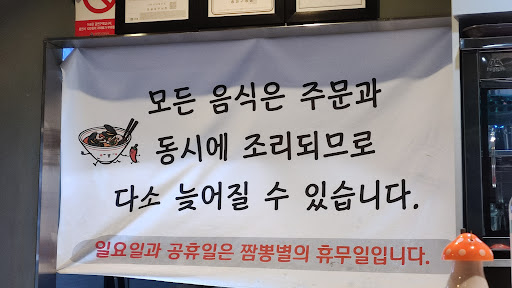 모든 음식은 주문과
동시에 조리되므로
다소 늦어질 수 있습니다.
일요일과 공휴일은 짬뽕별의 휴무일입니다.